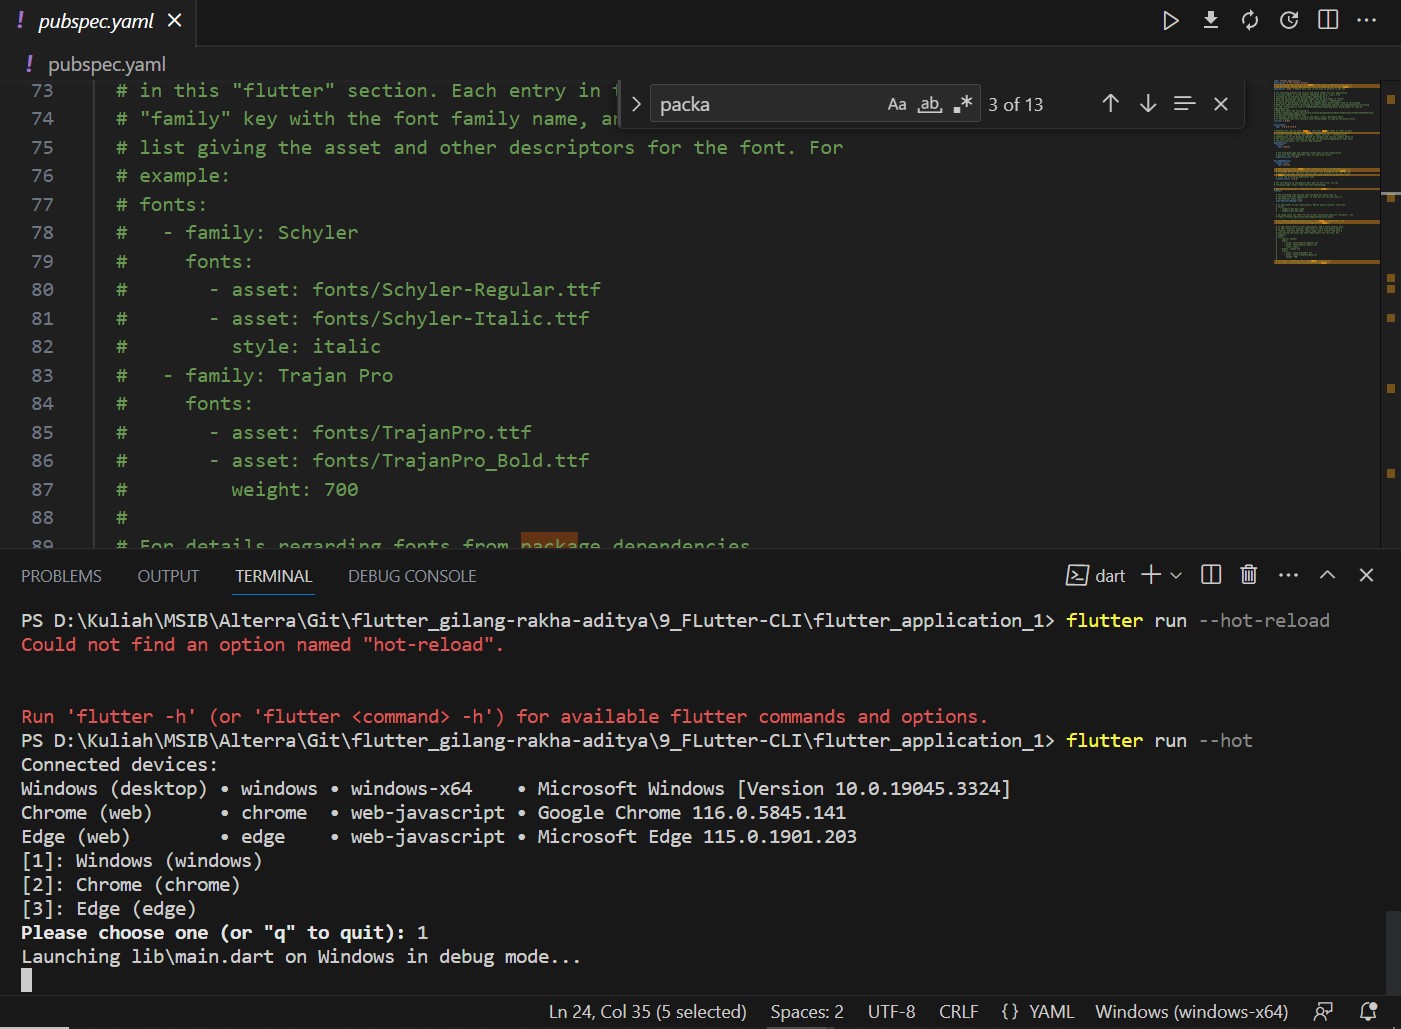 ! pubspec.yaml ×
! pubspec.yaml
packa Aa ab, .* 3 of 13
73 # in this "flutter" section. Each entry in
74 # "family" key with the font family name,
75 # list giving the asset and other descriptors for the font. For
76 # example:
77 # fonts:
78 #   - family: Schyler
79 #     fonts:
80 #       - asset: fonts/Schyler-Regular.ttf
81 #       - asset: fonts/Schyler-Italic.ttf
82 #         style: italic
83 #   - family: Trajan Pro
84 #     fonts:
85 #       - asset: fonts/TrajanPro.ttf
86 #       - asset: fonts/TrajanPro_Bold.ttf
87 #         weight: 700
88 #
89 # For details regarding fonts from package dependencies,
PROBLEMS OUTPUT TERMINAL DEBUG CONSOLE dart
PS D:\Kuliah\MSIB\Alterra\Git\flutter_gilang-rakha-aditya\9_FLutter-CLI\flutter_application_1> flutter run --hot-reload
Could not find an option named "hot-reload".
Run 'flutter -h' (or 'flutter <command> -h') for available flutter commands and options.
PS D:\Kuliah\MSIB\Alterra\Git\flutter_gilang-rakha-aditya\9_FLutter-CLI\flutter_application_1> flutter run --hot
Connected devices:
Windows (desktop) • windows • windows-x64    • Microsoft Windows [Version 10.0.19045.3324]
Chrome (web)      • chrome  • web-javascript • Google Chrome 116.0.5845.141
Edge (web)        • edge    • web-javascript • Microsoft Edge 115.0.1901.203
[1]: Windows (windows)
[2]: Chrome (chrome)
[3]: Edge (edge)
Please choose one (or "q" to quit): 1
Launching lib\main.dart on Windows in debug mode...
Ln 24, Col 35 (5 selected) Spaces: 2 UTF-8 CRLF {} YAML Windows (windows-x64)